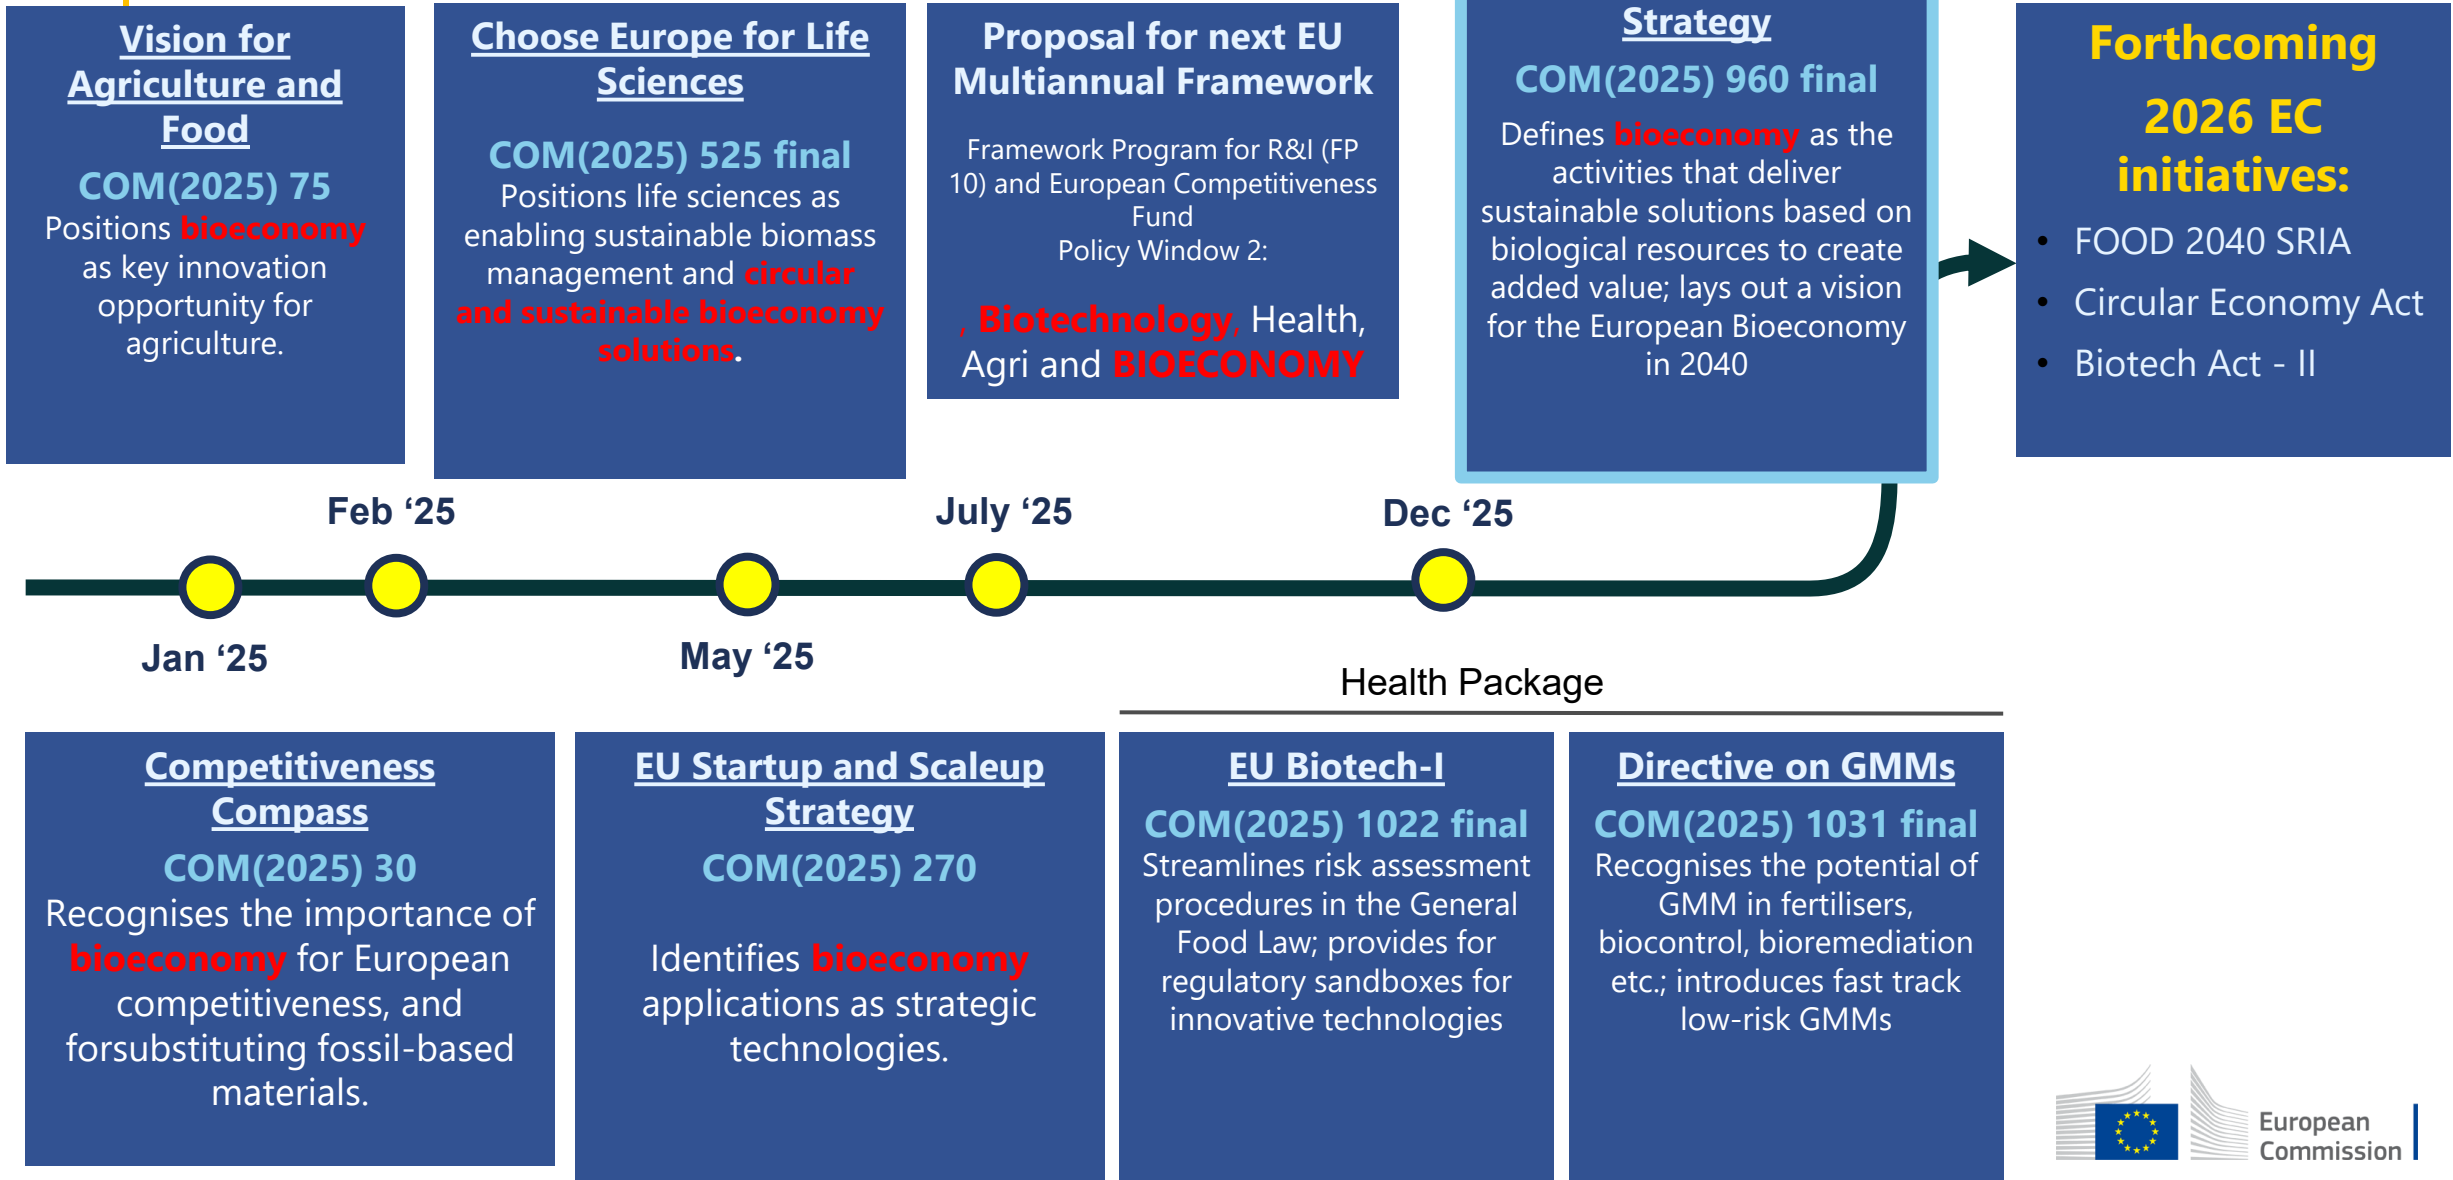 Vision for
Agriculture and
Food
COM(2025) 75
Positions bioeconomy
as key innovation
opportunity for
agriculture.
Choose Europe for Life
Sciences
COM(2025) 525 final
Positions life sciences as
enabling sustainable biomass
management and circular
and sustainable bioeconomy
solutions.
Proposal for next EU
Multiannual Framework
Framework Program for R&I (FP
10) and European Competitiveness
Fund
Policy Window 2:
, Biotechnology, Health,
Agri and BIOECONOMY
Strategy
COM(2025) 960 final
Defines bioeconomy as the
activities that deliver
sustainable solutions based on
biological resources to create
added value; lays out a vision
for the European Bioeconomy
in 2040
Forthcoming
2026 EC
initiatives:
• FOOD 2040 SRIA
• Circular Economy Act
• Biotech Act - II
Feb ‘25
July ‘25
Dec ‘25
Jan ‘25
May ‘25
Health Package
Competitiveness
Compass
COM(2025) 30
Recognises the importance of
bioeconomy for European
competitiveness, and
forsubstituting fossil-based
materials.
EU Startup and Scaleup
Strategy
COM(2025) 270
Identifies bioeconomy
applications as strategic
technologies.
EU Biotech-I
COM(2025) 1022 final
Streamlines risk assessment
procedures in the General
Food Law; provides for
regulatory sandboxes for
innovative technologies
Directive on GMMs
COM(2025) 1031 final
Recognises the potential of
GMM in fertilisers,
biocontrol, bioremediation
etc.; introduces fast track
low-risk GMMs
European
Commission